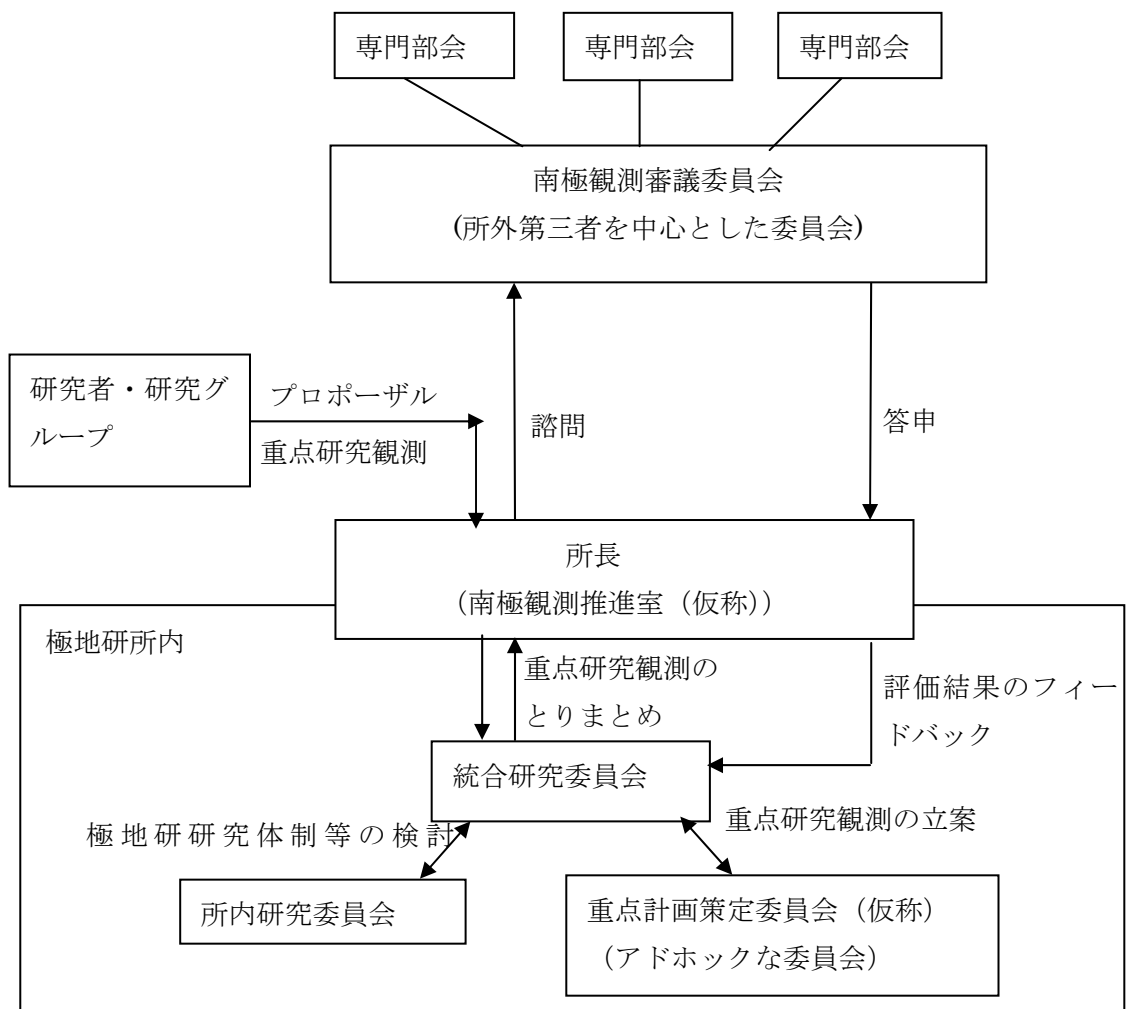 専門部会
専門部会
専門部会
南極観測審議委員会
(所外第三者を中心とした委員会)
研究者・研究グ
ループ
プロポーザル
重点研究観測
諮問
答申
所長
（南極観測推進室（仮称））
極地研所内
重点研究観測の
とりまとめ
評価結果のフィー
ドバック
統合研究委員会
極地研研究体制等の検討
重点研究観測の立案
所内研究委員会
重点計画策定委員会（仮称）
（アドホックな委員会）